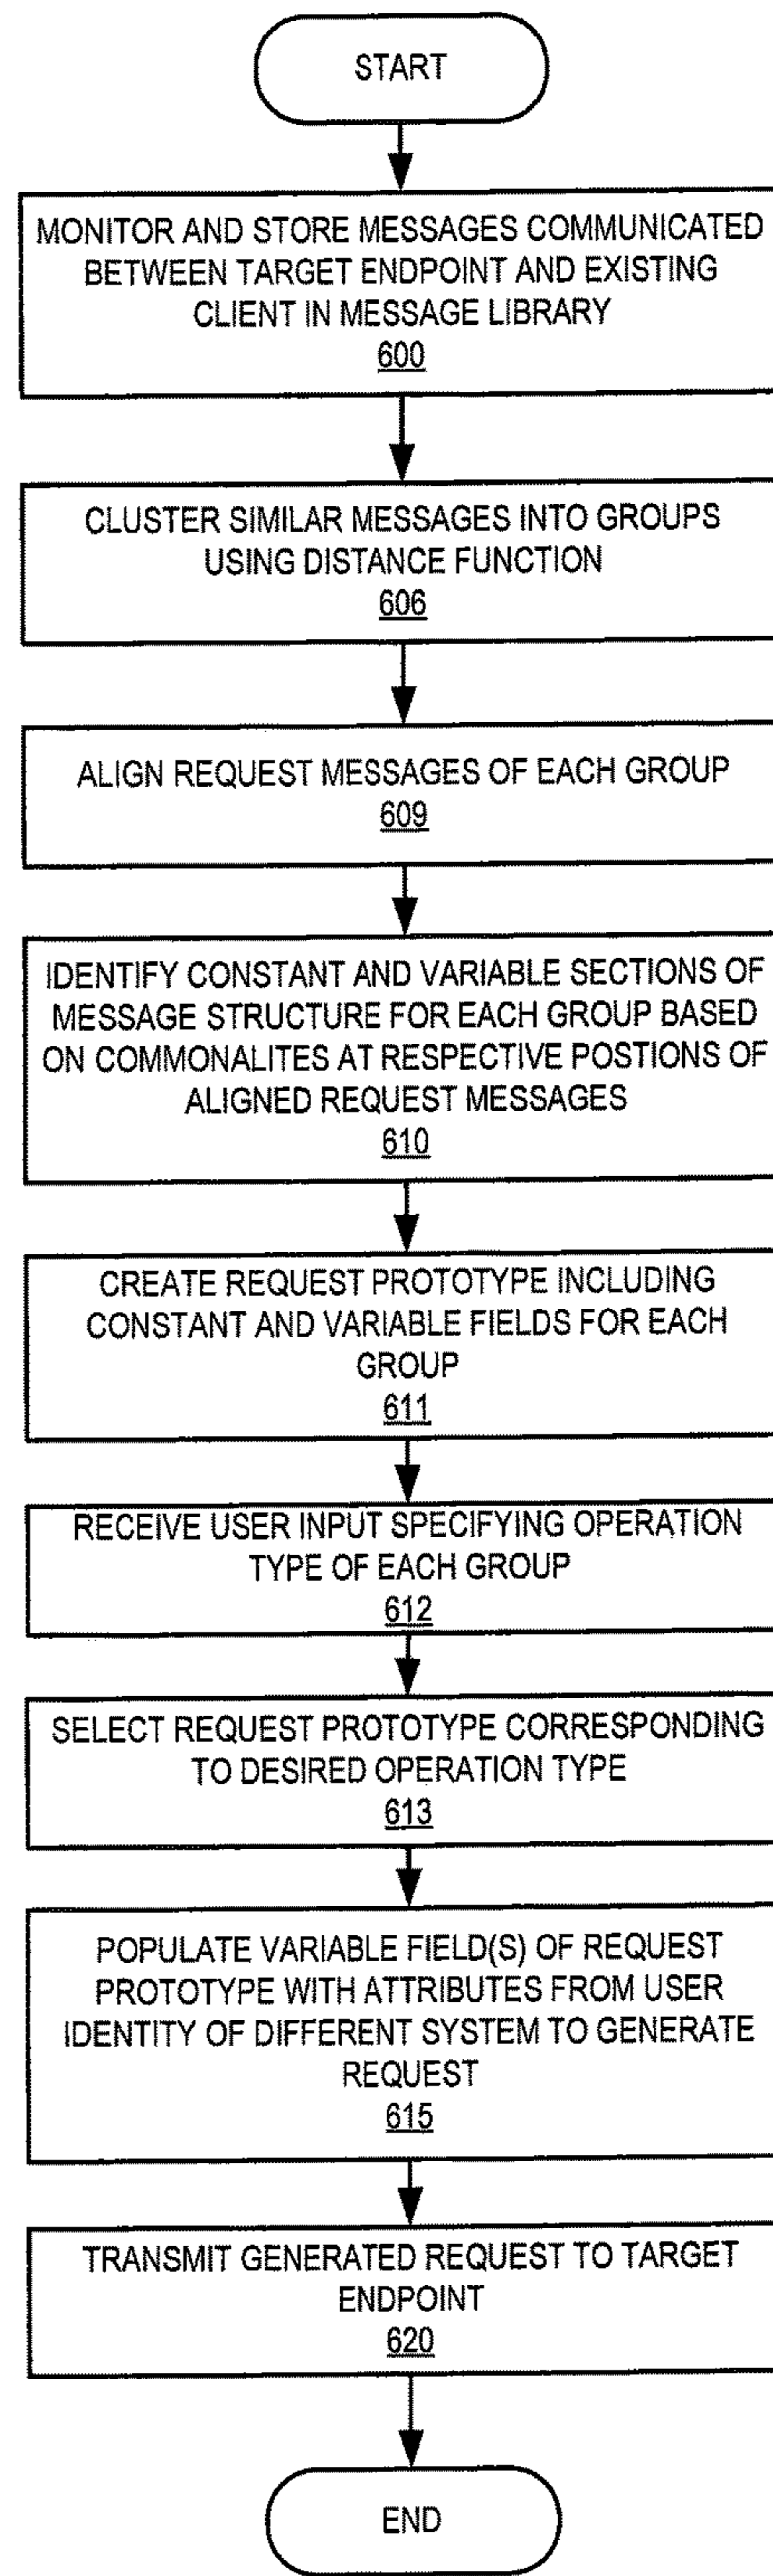 START
MONITOR AND STORE MESSAGES COMMUNICATED
BETWEEN TARGET ENDPOINT AND EXISTING
CLIENT IN MESSAGE LIBRARY
600
CLUSTER SIMILAR MESSAGES INTO GROUPS
USING DISTANCE FUNCTION
606
ALIGN REQUEST MESSAGES OF EACH GROUP
609
IDENTIFY CONSTANT AND VARIABLE SECTIONS OF
MESSAGE STRUCTURE FOR EACH GROUP BASED
ON COMMONALITES AT RESPECTIVE POSTIONS OF
ALIGNED REQUEST MESSAGES
610
CREATE REQUEST PROTOTYPE INCLUDING
CONSTANT AND VARIABLE FIELDS FOR EACH
GROUP
611
RECEIVE USER INPUT SPECIFYING OPERATION
TYPE OF EACH GROUP
612
SELECT REQUEST PROTOTYPE CORRESPONDING
TO DESIRED OPERATION TYPE
613
POPULATE VARIABLE FIELD(S) OF REQUEST
PROTOTYPE WITH ATTRIBUTES FROM USER
IDENTITY OF DIFFERENT SYSTEM TO GENERATE
REQUEST
615
TRANSMIT GENERATED REQUEST TO TARGET
ENDPOINT
620
END